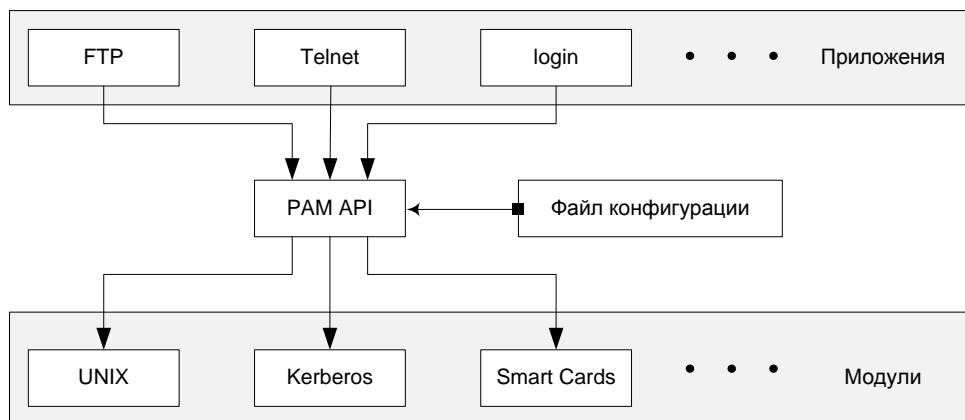 FTP
Telnet
login
Приложения
PAM API
Файл конфигурации
UNIX
Kerberos
Smart Cards
Модули